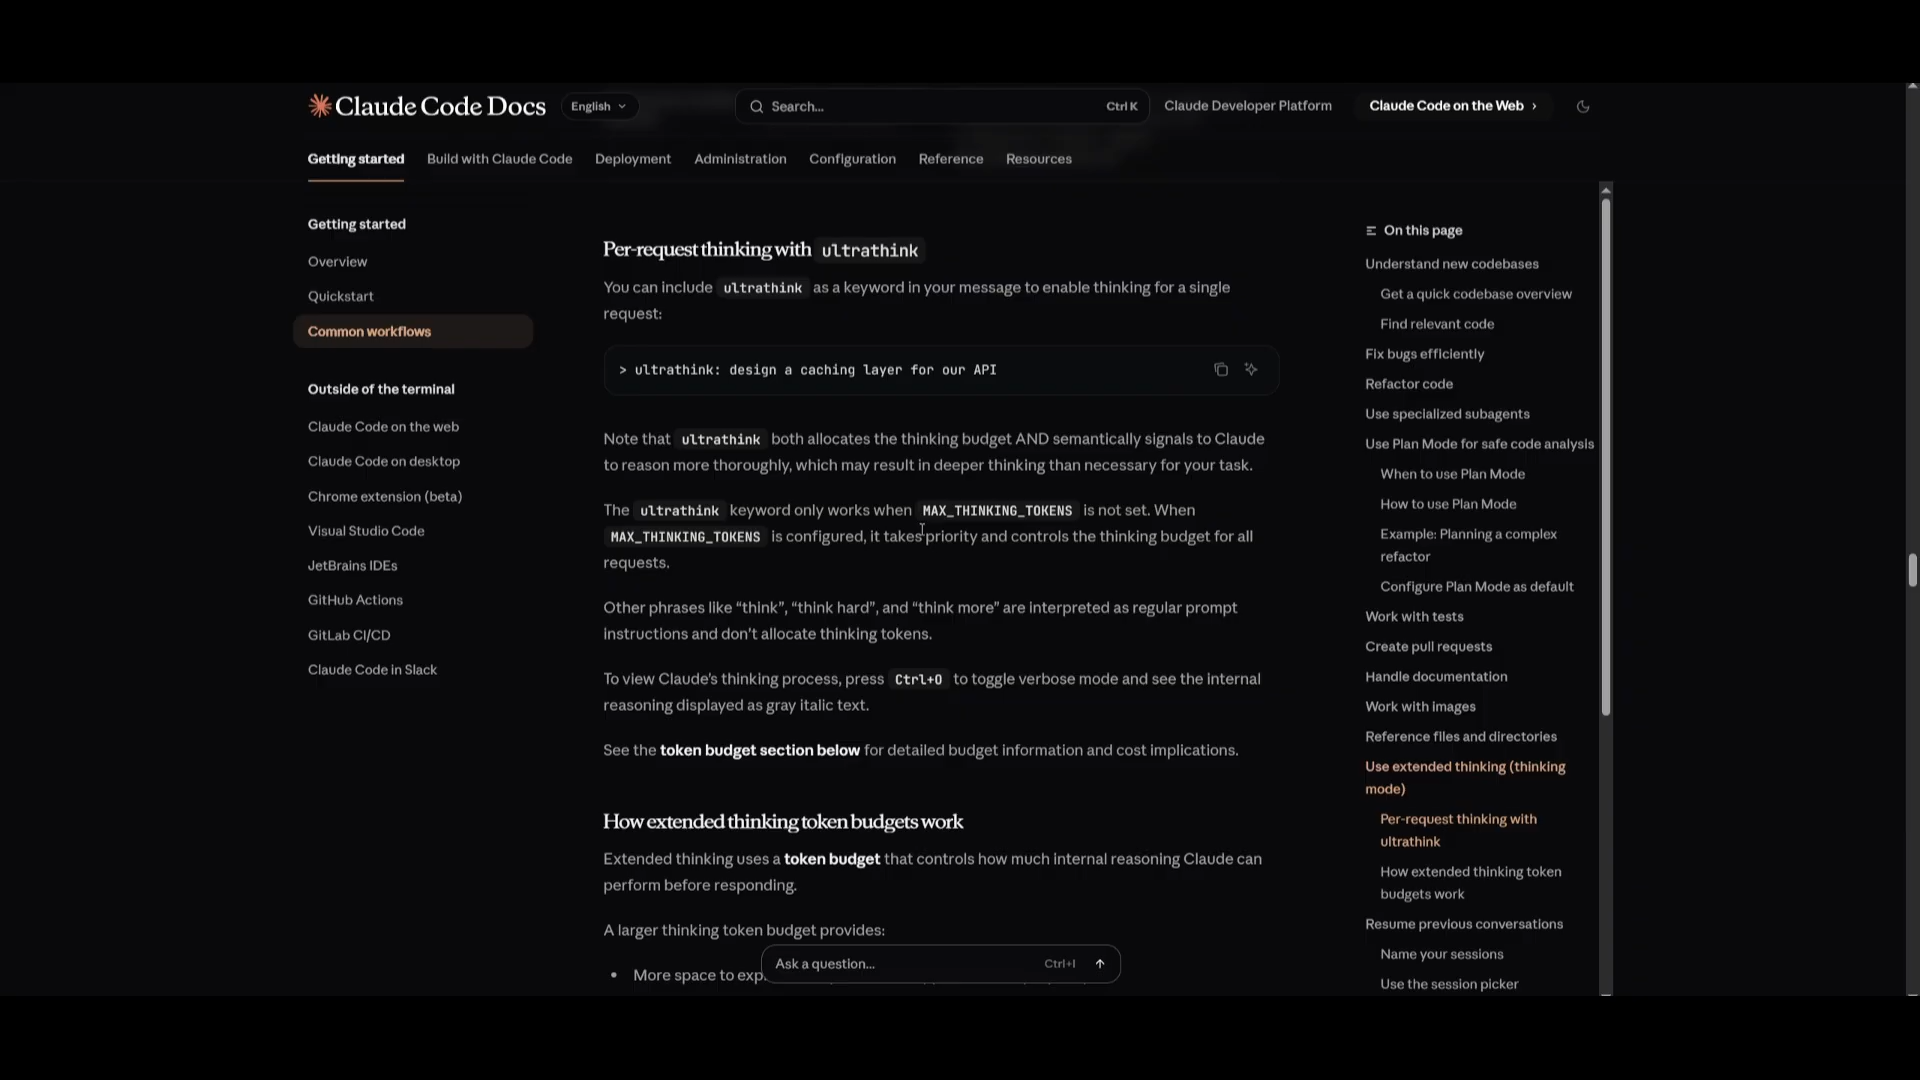 Claude Code Docs
English
Search...
Ctrl K
Claude Developer Platform
Claude Code on the Web
Getting started
Build with Claude Code
Deployment
Administration
Configuration
Reference
Resources
Getting started
Overview
Quickstart
Common workflows
Outside of the terminal
Claude Code on the web
Claude Code on desktop
Chrome extension (beta)
Visual Studio Code
JetBrains IDEs
GitHub Actions
GitLab CI/CD
Claude Code in Slack
Per-request thinking with ultrathink
You can include ultrathink as a keyword in your message to enable thinking for a single
request:
> ultrathink: design a caching layer for our API
Note that ultrathink both allocates the thinking budget AND semantically signals to Claude
to reason more thoroughly, which may result in deeper thinking than necessary for your task.
The ultrathink keyword only works when MAX_THINKING_TOKENS is not set. When
MAX_THINKING_TOKENS is configured, it takes priority and controls the thinking budget for all
requests.
Other phrases like “think”, “think hard”, and “think more” are interpreted as regular prompt
instructions and don’t allocate thinking tokens.
To view Claude’s thinking process, press Ctrl+O to toggle verbose mode and see the internal
reasoning displayed as gray italic text.
See the token budget section below for detailed budget information and cost implications.
How extended thinking token budgets work
Extended thinking uses a token budget that controls how much internal reasoning Claude can
perform before responding.
A larger thinking token budget provides:
• More space to exp
Ask a question...
Ctrl+I
On this page
Understand new codebases
Get a quick codebase overview
Find relevant code
Fix bugs efficiently
Refactor code
Use specialized subagents
Use Plan Mode for safe code analysis
When to use Plan Mode
How to use Plan Mode
Example: Planning a complex
refactor
Configure Plan Mode as default
Work with tests
Create pull requests
Handle documentation
Work with images
Reference files and directories
Use extended thinking (thinking
mode)
Per-request thinking with
ultrathink
How extended thinking token
budgets work
Resume previous conversations
Name your sessions
Use the session picker